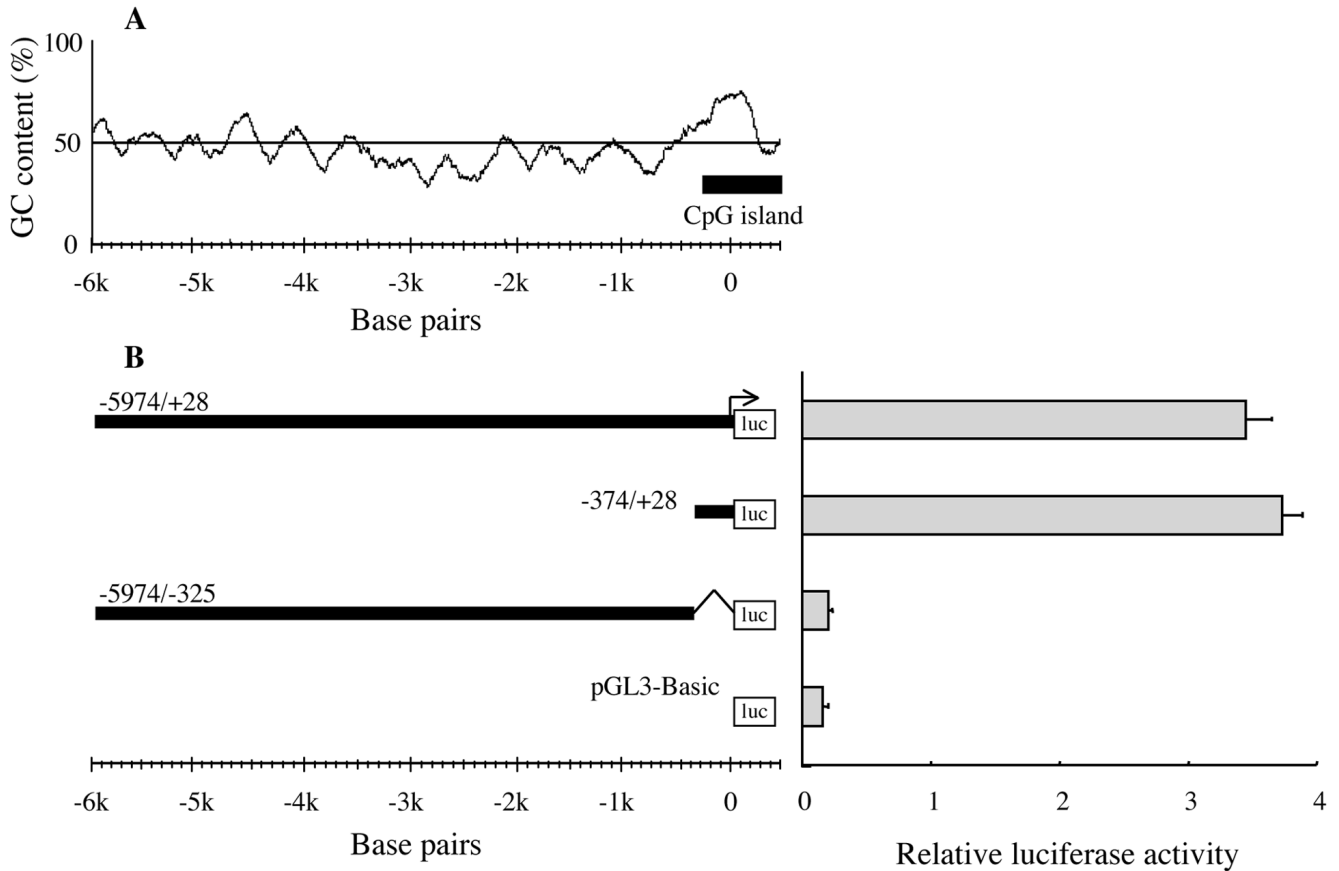 A
GC content (%)
100
50
0
CpG island
-6k -5k -4k -3k -2k -1k 0
Base pairs
B
-5974/+28
luc
-374/+28
luc
-5974/-325
luc
pGL3-Basic
luc
-6k -5k -4k -3k -2k -1k 0
Base pairs
0 1 2 3 4
Relative luciferase activity